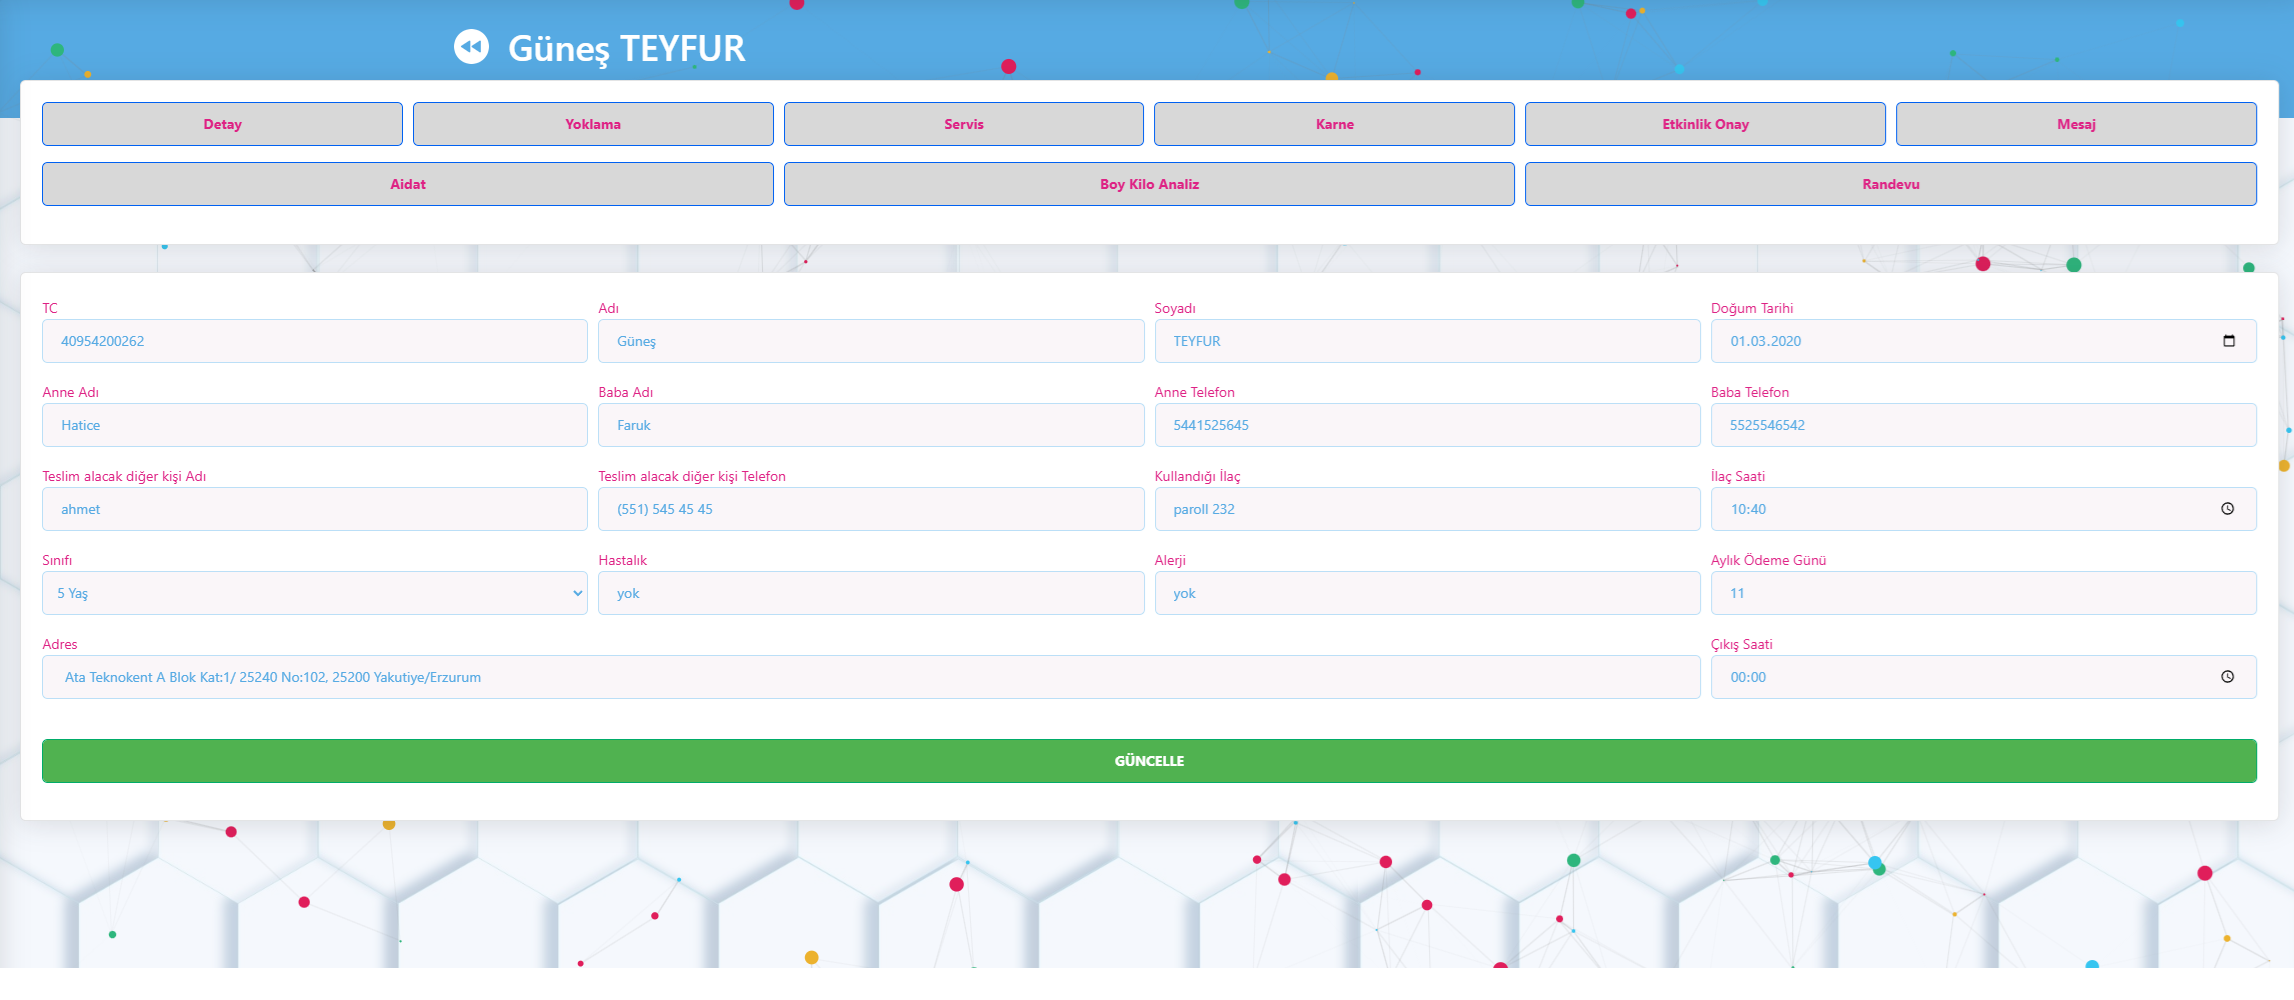 Güneş TEYFUR
Detay Yoklama Servis Karne Etkinlik Onay Mesaj
Aidat Boy Kilo Analiz Randevu
TC Adı Soyadı Doğum Tarihi
40954200262 Güneş TEYFUR 01.03.2020
Anne Adı Baba Adı Anne Telefon Baba Telefon
Hatice Faruk 5441525645 5525546542
Teslim alacak diğer kişi Adı Teslim alacak diğer kişi Telefon Kullandığı İlaç İlaç Saati
ahmet (551) 545 45 45 paroll 232 10:40
Sınıfı Hastalık Alerji Aylık Ödeme Günü
5 Yaş yok yok 11
Adres Çıkış Saati
Ata Teknokent A Blok Kat:1/ 25240 No:102, 25200 Yakutiye/Erzurum 00:00
GÜNCELLE